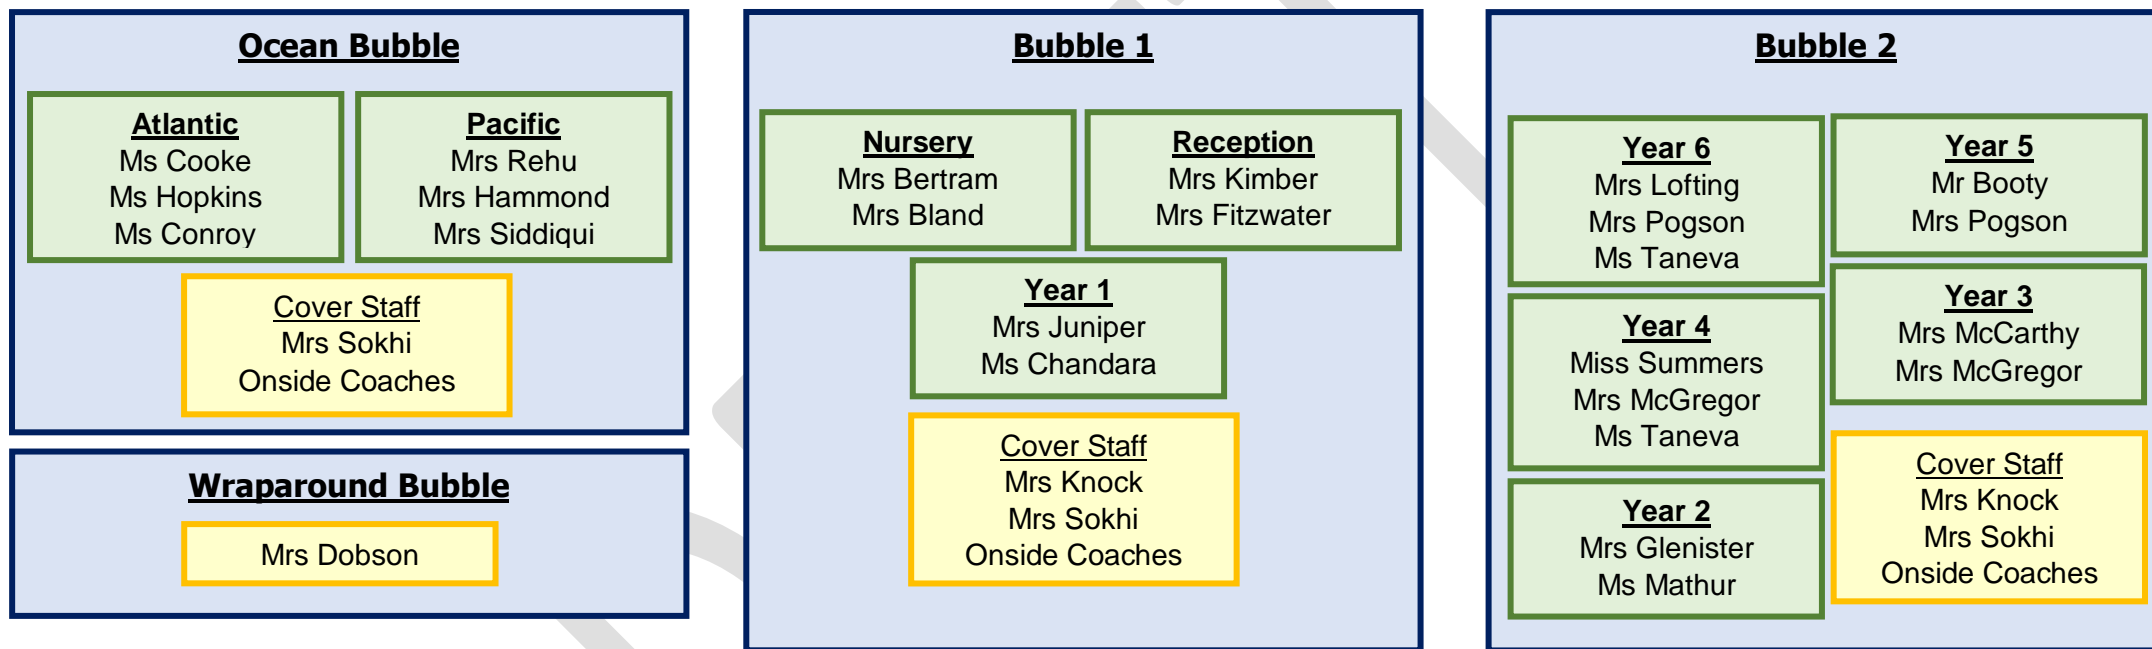 Ocean Bubble
Atlantic
Ms Cooke
Ms Hopkins
Ms Conroy
Pacific
Mrs Rehu
Mrs Hammond
Mrs Siddiqui
Cover Staff
Mrs Sokhi
Onside Coaches
Wraparound Bubble
Mrs Dobson
Bubble 1
Nursery
Mrs Bertram
Mrs Bland
Reception
Mrs Kimber
Mrs Fitzwater
Year 1
Mrs Juniper
Ms Chandara
Cover Staff
Mrs Knock
Mrs Sokhi
Onside Coaches
Bubble 2
Year 6
Mrs Lofting
Mrs Pogson
Ms Taneva
Year 5
Mr Booty
Mrs Pogson
Year 4
Miss Summers
Mrs McGregor
Ms Taneva
Year 3
Mrs McCarthy
Mrs McGregor
Year 2
Mrs Glenister
Ms Mathur
Cover Staff
Mrs Knock
Mrs Sokhi
Onside Coaches